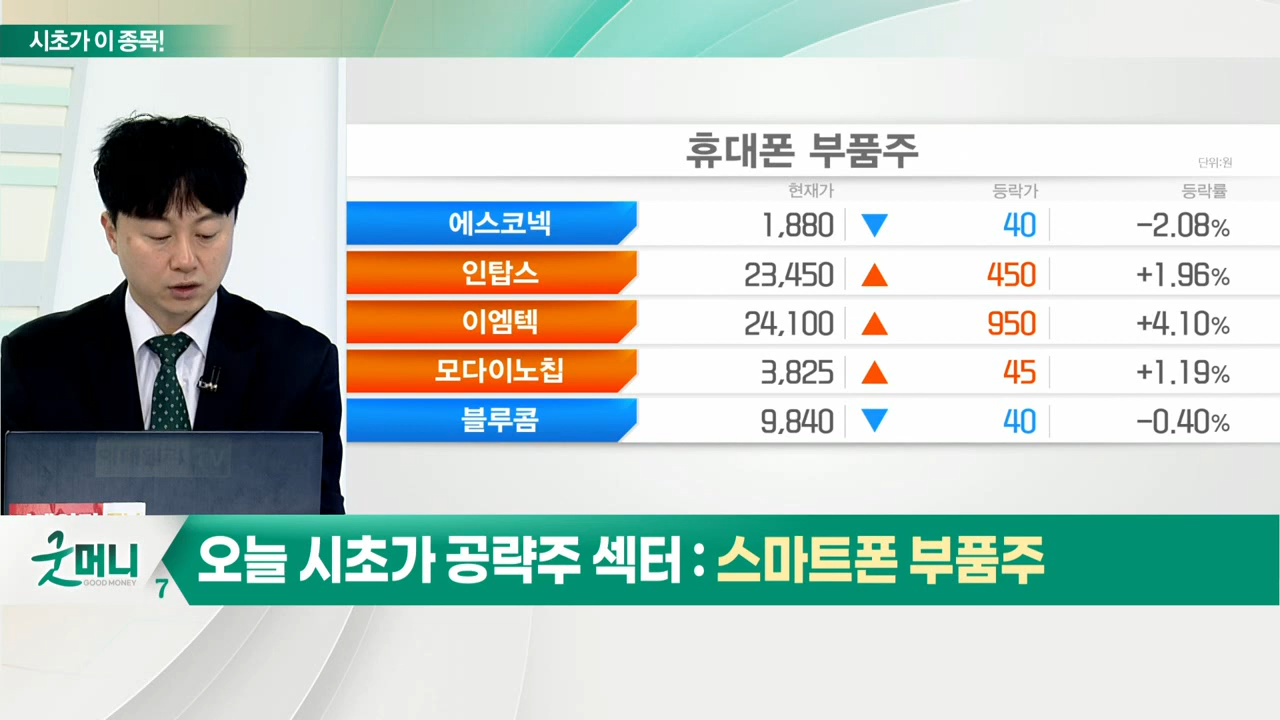 시초가 이 종목!
휴대폰 부품주
단위:원
현재가 등락가 등락률
에스코넥 1,880 ▼ 40 -2.08%
인탑스 23,450 ▲ 450 +1.96%
이엠텍 24,100 ▲ 950 +4.10%
모다이노칩 3,825 ▲ 45 +1.19%
블루콤 9,840 ▼ 40 -0.40%
굿머니
GOOD MONEY
7
오늘 시초가 공략주 섹터 : 스마트폰 부품주